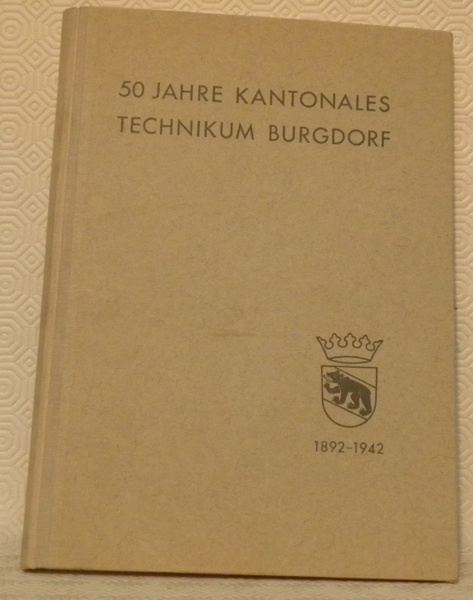 50 JAHRE KANTONALES
TECHNIKUM BURGDORF
1892-1942